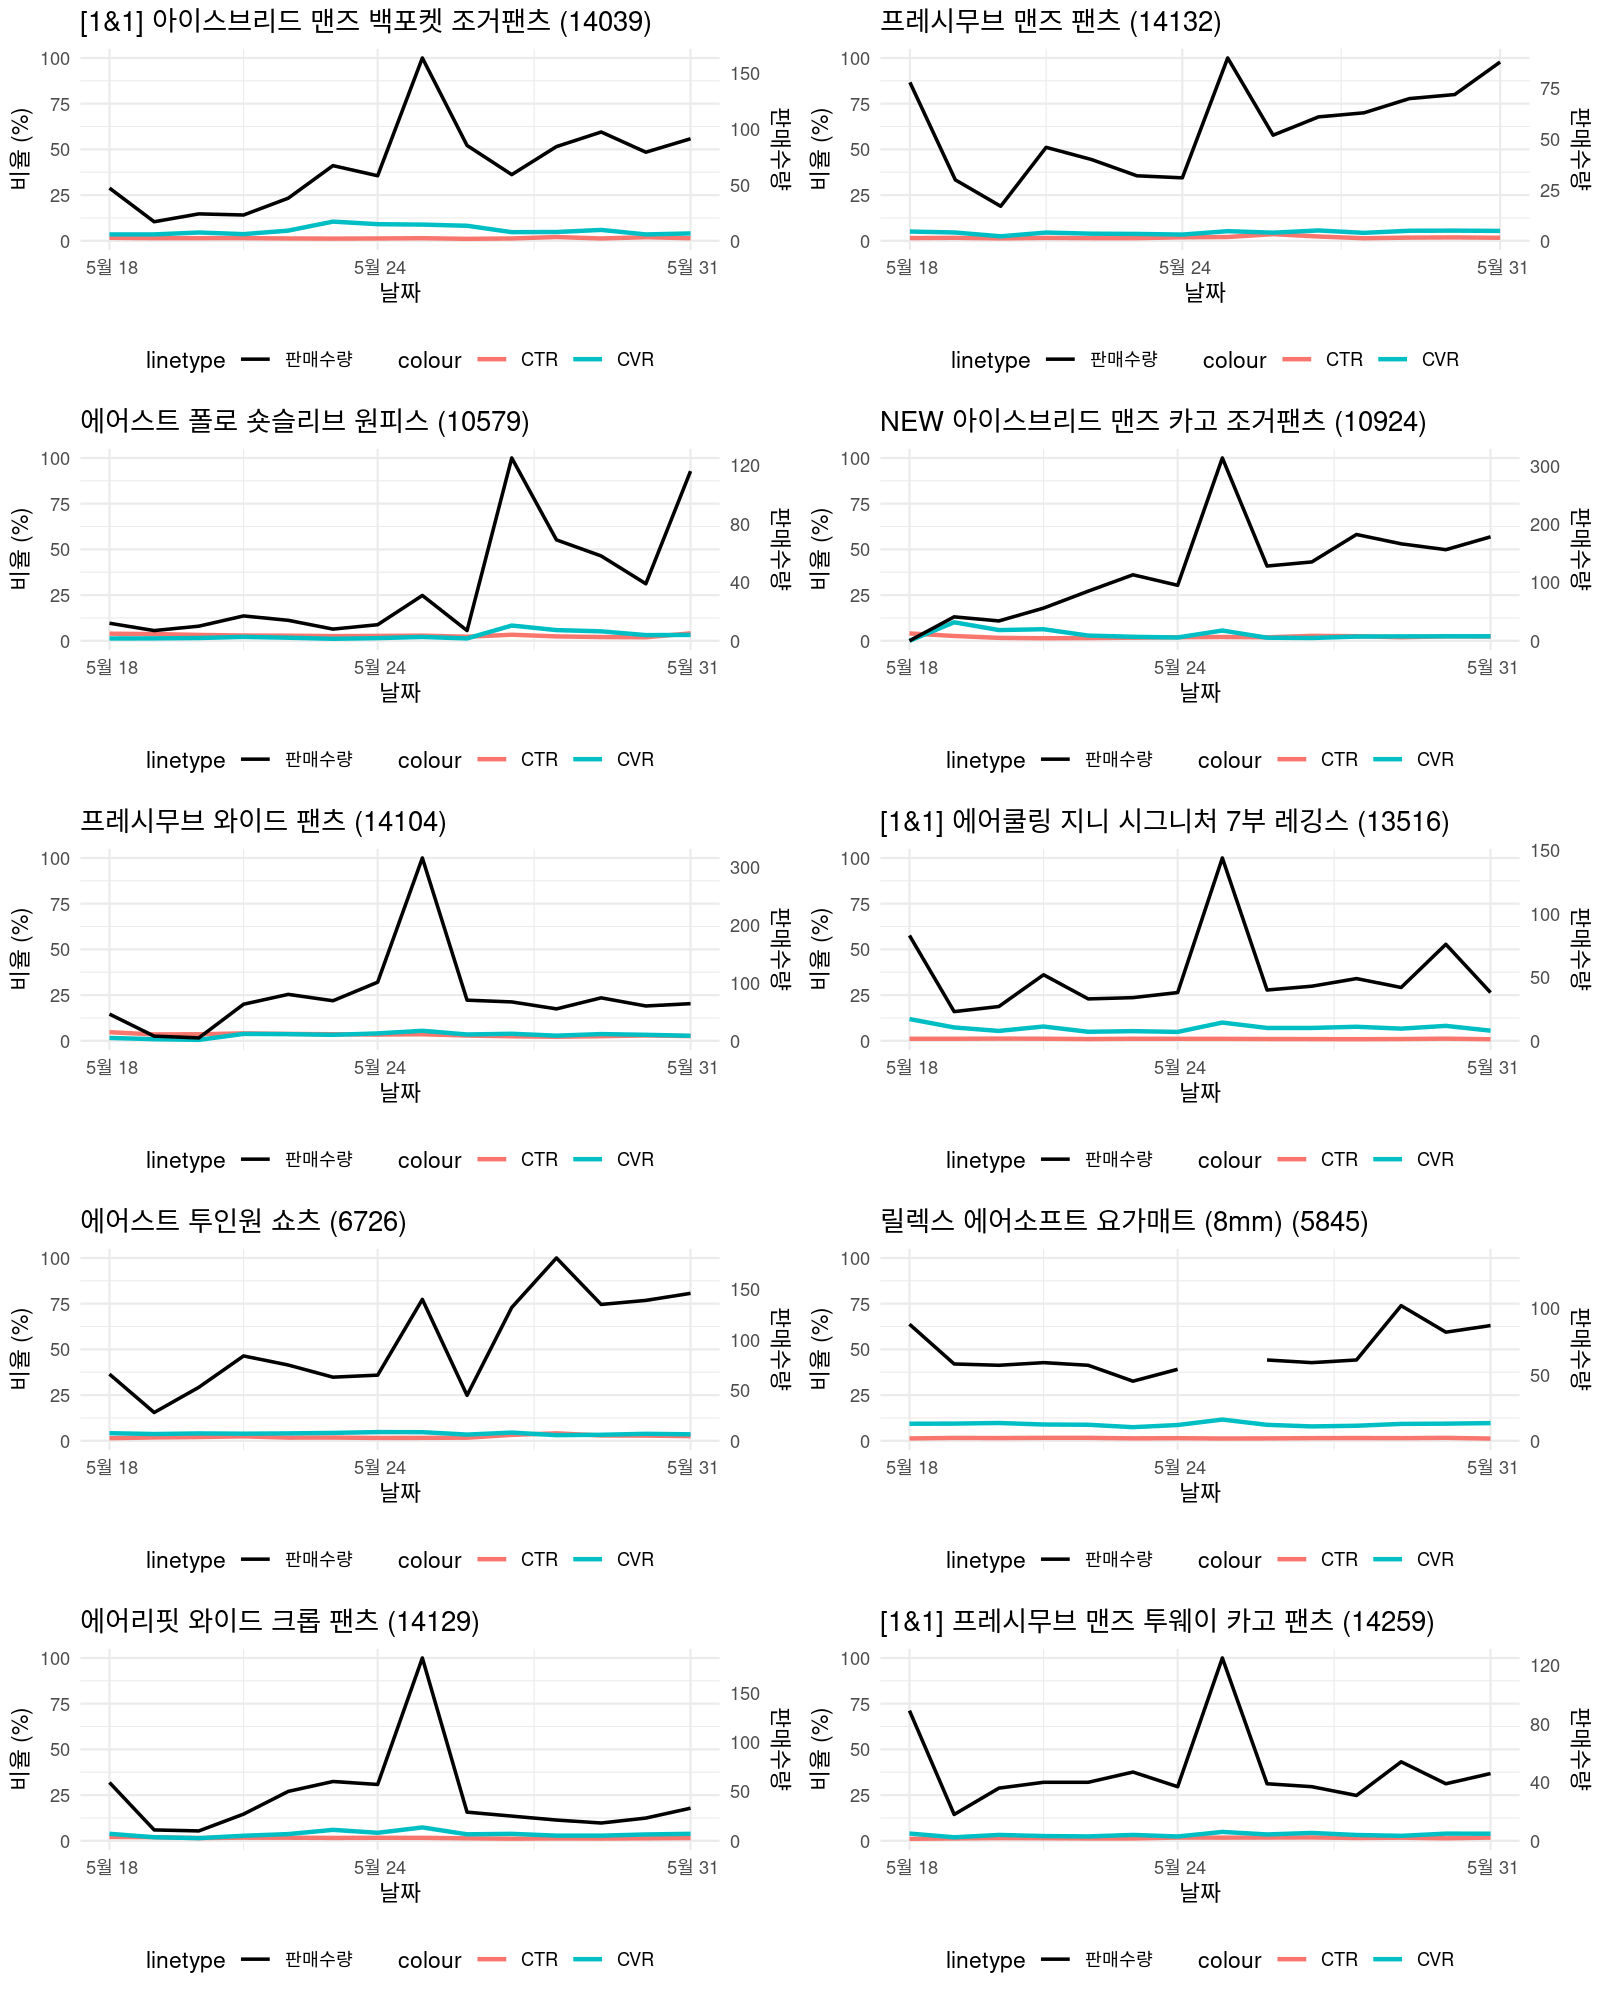 [1&1] 아이스브리드 맨즈 백포켓 조거팬츠 (14039)
100
75
50
25
0
비율 (%)
150
100
50
0
판매수량
5월 18
5월 24
5월 31
날짜
linetype 판매수량 colour CTR CVR
프레시무브 맨즈 팬츠 (14132)
100
75
50
25
0
비율 (%)
75
50
25
0
판매수량
5월 18
5월 24
5월 31
날짜
linetype 판매수량 colour CTR CVR
에어스트 폴로 숏슬리브 원피스 (10579)
100
75
50
25
0
비율 (%)
120
80
40
0
판매수량
5월 18
5월 24
5월 31
날짜
linetype 판매수량 colour CTR CVR
NEW 아이스브리드 맨즈 카고 조거팬츠 (10924)
100
75
50
25
0
비율 (%)
300
200
100
0
판매수량
5월 18
5월 24
5월 31
날짜
linetype 판매수량 colour CTR CVR
프레시무브 와이드 팬츠 (14104)
100
75
50
25
0
비율 (%)
300
200
100
0
판매수량
5월 18
5월 24
5월 31
날짜
linetype 판매수량 colour CTR CVR
[1&1] 에어쿨링 지니 시그니처 7부 레깅스 (13516)
100
75
50
25
0
비율 (%)
150
100
50
0
판매수량
5월 18
5월 24
5월 31
날짜
linetype 판매수량 colour CTR CVR
에어스트 투인원 쇼츠 (6726)
100
75
50
25
0
비율 (%)
150
100
50
0
판매수량
5월 18
5월 24
5월 31
날짜
linetype 판매수량 colour CTR CVR
릴렉스 에어소프트 요가매트 (8mm) (5845)
100
75
50
25
0
비율 (%)
100
50
0
판매수량
5월 18
5월 24
5월 31
날짜
linetype 판매수량 colour CTR CVR
에어리핏 와이드 크롭 팬츠 (14129)
100
75
50
25
0
비율 (%)
150
100
50
0
판매수량
5월 18
5월 24
5월 31
날짜
linetype 판매수량 colour CTR CVR
[1&1] 프레시무브 맨즈 투웨이 카고 팬츠 (14259)
100
75
50
25
0
비율 (%)
120
80
40
0
판매수량
5월 18
5월 24
5월 31
날짜
linetype 판매수량 colour CTR CVR